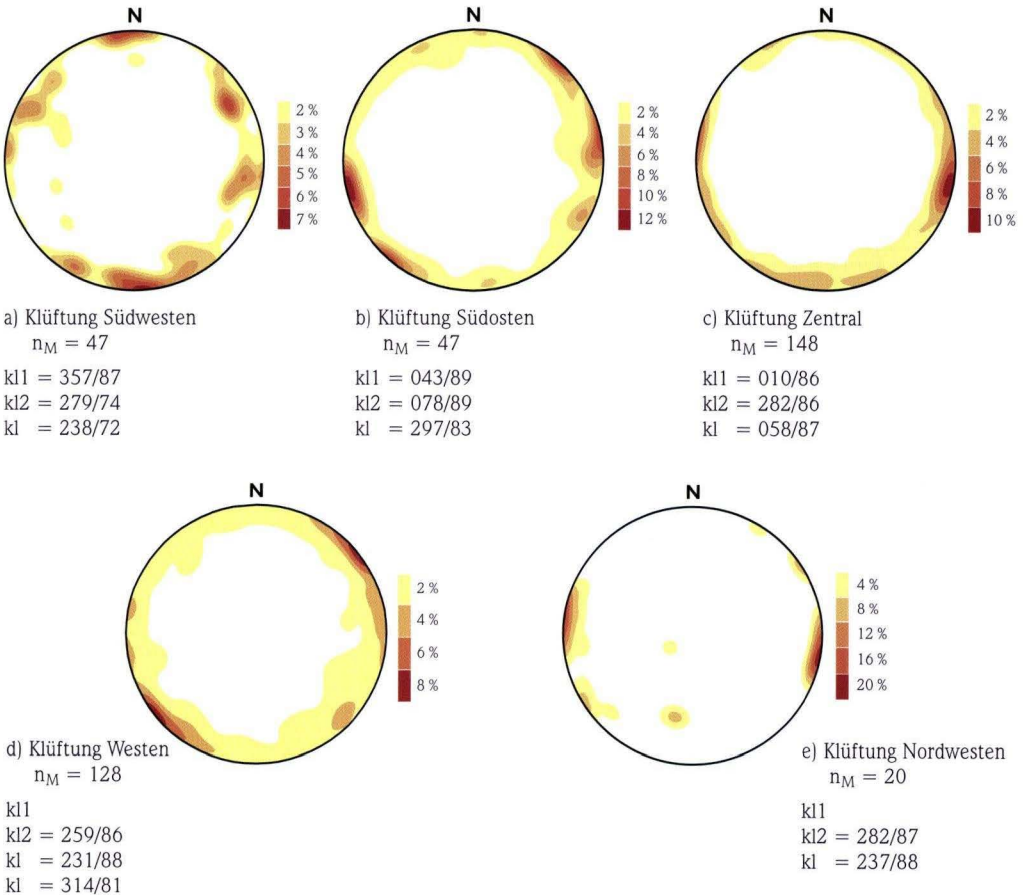 N
2 %
3 %
4 %
5 %
6 %
7 %
a) Klüftung Südwesten
n_M = 47
kl1 = 357/87
kl2 = 279/74
kl = 238/72
N
2 %
4 %
6 %
8 %
10 %
12 %
b) Klüftung Südosten
n_M = 47
kl1 = 043/89
kl2 = 078/89
kl = 297/83
N
2 %
4 %
6 %
8 %
10 %
c) Klüftung Zentral
n_M = 148
kl1 = 010/86
kl2 = 282/86
kl = 058/87
N
2 %
4 %
6 %
8 %
d) Klüftung Westen
n_M = 128
kl1
kl2 = 259/86
kl = 231/88
kl = 314/81
N
4 %
8 %
12 %
16 %
20 %
e) Klüftung Nordwesten
n_M = 20
kl1
kl2 = 282/87
kl = 237/88